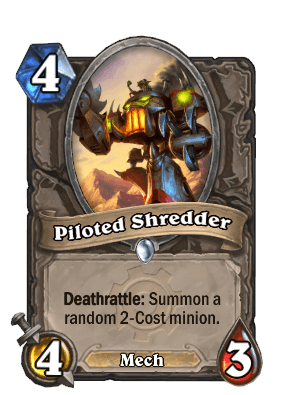 4
Piloted Shredder
Deathrattle: Summon a
random 2-Cost minion.
4
Mech
3